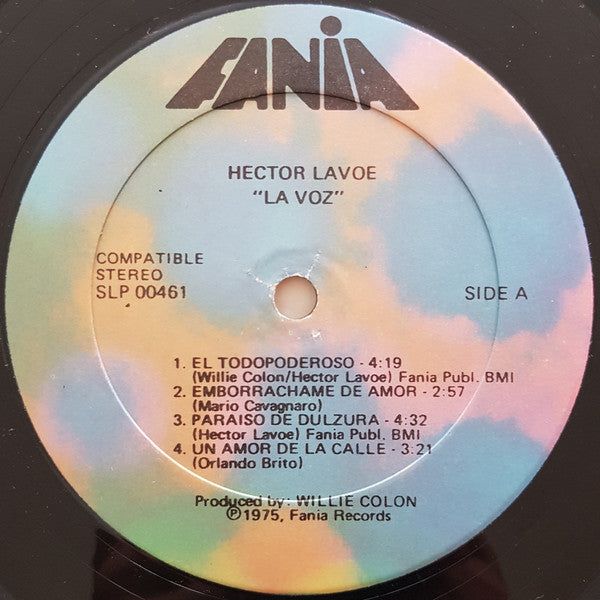 FANIA
HECTOR LAVOE
"LA VOZ"
COMPATIBLE
STEREO
SLP 00461
SIDE A
1. EL TODOPODEROSO - 4:19
(Willie Colon/Hector Lavoe) Fania Publ. BMI
2. EMBORRACHAME DE AMOR - 2:57
(Mario Cavagnaro)
3. PARAISO DE DULZURA - 4:32
(Hector Lavoe) Fania Publ. BMI
4. UN AMOR DE LA CALLE - 3:21
(Orlando Brito)
Produced by: WILLIE COLON
℗1975, Fania Records